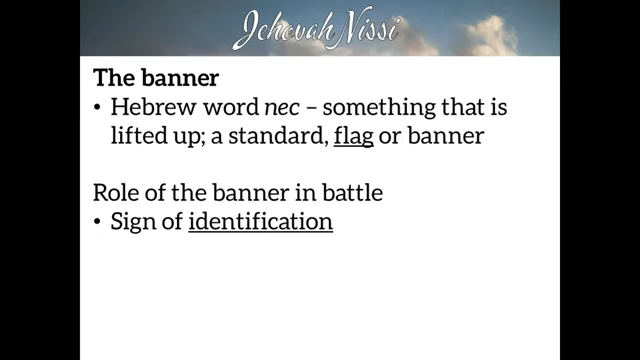 Jehovah Nissi
The banner
• Hebrew word nec – something that is
lifted up; a standard, flag or banner
Role of the banner in battle
• Sign of identification